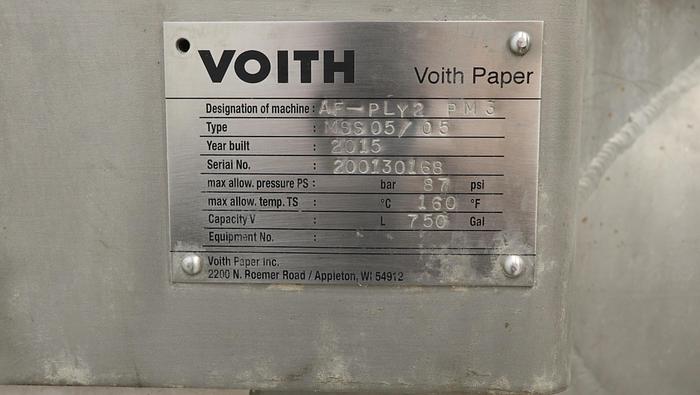 VOITH
Voith Paper
Designation of machine : AF-PLY2 PM3
Type : MSS 05/05
Year built : 2015
Serial No. : 200130168
max allow. pressure PS : bar 87 psi
max allow. temp. TS : °C 160 °F
Capacity V : L 750 Gal
Equipment No. :
Voith Paper Inc.
2200 N. Roemer Road / Appleton, WI 54912